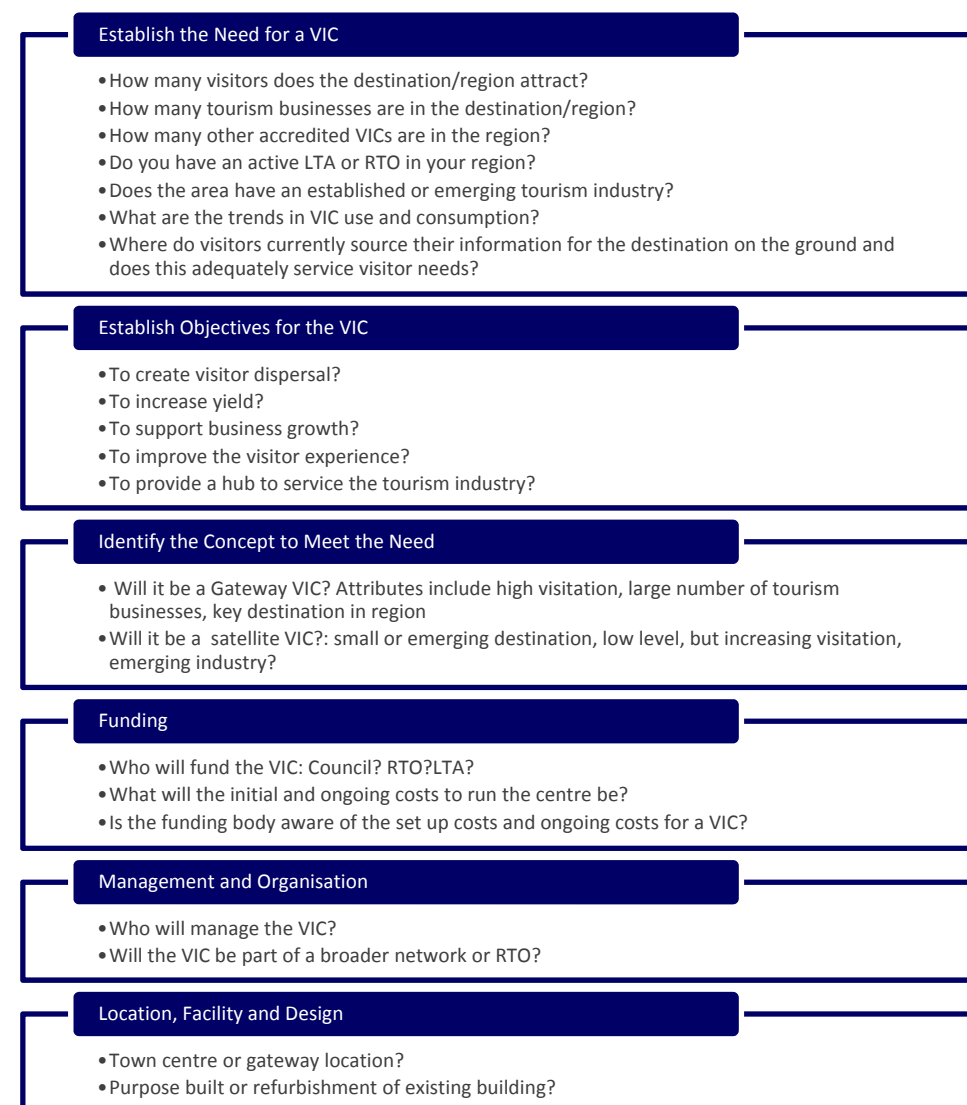 Establish the Need for a VIC
•How many visitors does the destination/region attract?
•How many tourism businesses are in the destination/region?
•How many other accredited VICs are in the region?
•Do you have an active LTA or RTO in your region?
•Does the area have an established or emerging tourism industry?
•What are the trends in VIC use and consumption?
•Where do visitors currently source their information for the destination on the ground and
does this adequately service visitor needs?
Establish Objectives for the VIC
•To create visitor dispersal?
•To increase yield?
•To support business growth?
•To improve the visitor experience?
•To provide a hub to service the tourism industry?
Identify the Concept to Meet the Need
• Will it be a Gateway VIC? Attributes include high visitation, large number of tourism
businesses, key destination in region
•Will it be a  satellite VIC?: small or emerging destination, low level, but increasing visitation,
emerging industry?
Funding
•Who will fund the VIC: Council? RTO?LTA?
•What will the initial and ongoing costs to run the centre be?
•Is the funding body aware of the set up costs and ongoing costs for a VIC?
Management and Organisation
•Who will manage the VIC?
•Will the VIC be part of a broader network or RTO?
Location, Facility and Design
•Town centre or gateway location?
•Purpose built or refurbishment of existing building?